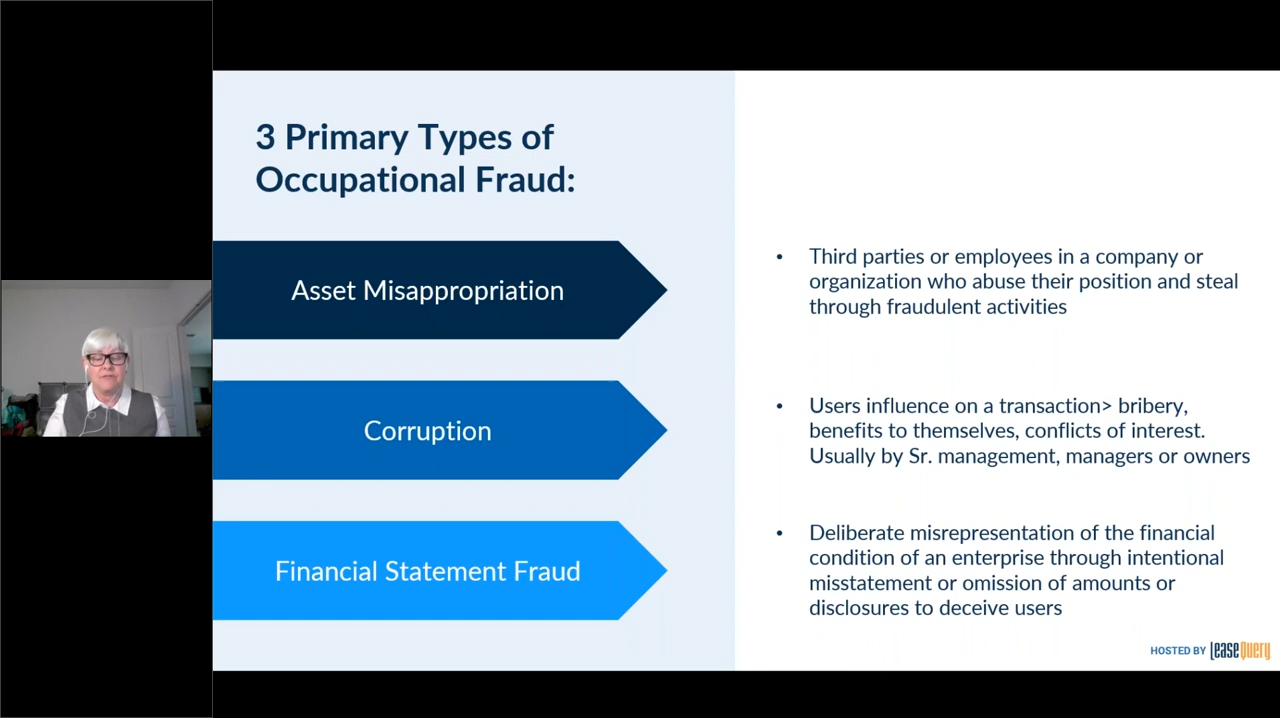 3 Primary Types of
Occupational Fraud:
Asset Misappropriation
• Third parties or employees in a company or
organization who abuse their position and steal
through fraudulent activities
Corruption
• Users influence on a transaction> bribery,
benefits to themselves, conflicts of interest.
Usually by Sr. management, managers or owners
Financial Statement Fraud
• Deliberate misrepresentation of the financial
condition of an enterprise through intentional
misstatement or omission of amounts or
disclosures to deceive users
HOSTED BY LeaseQuery